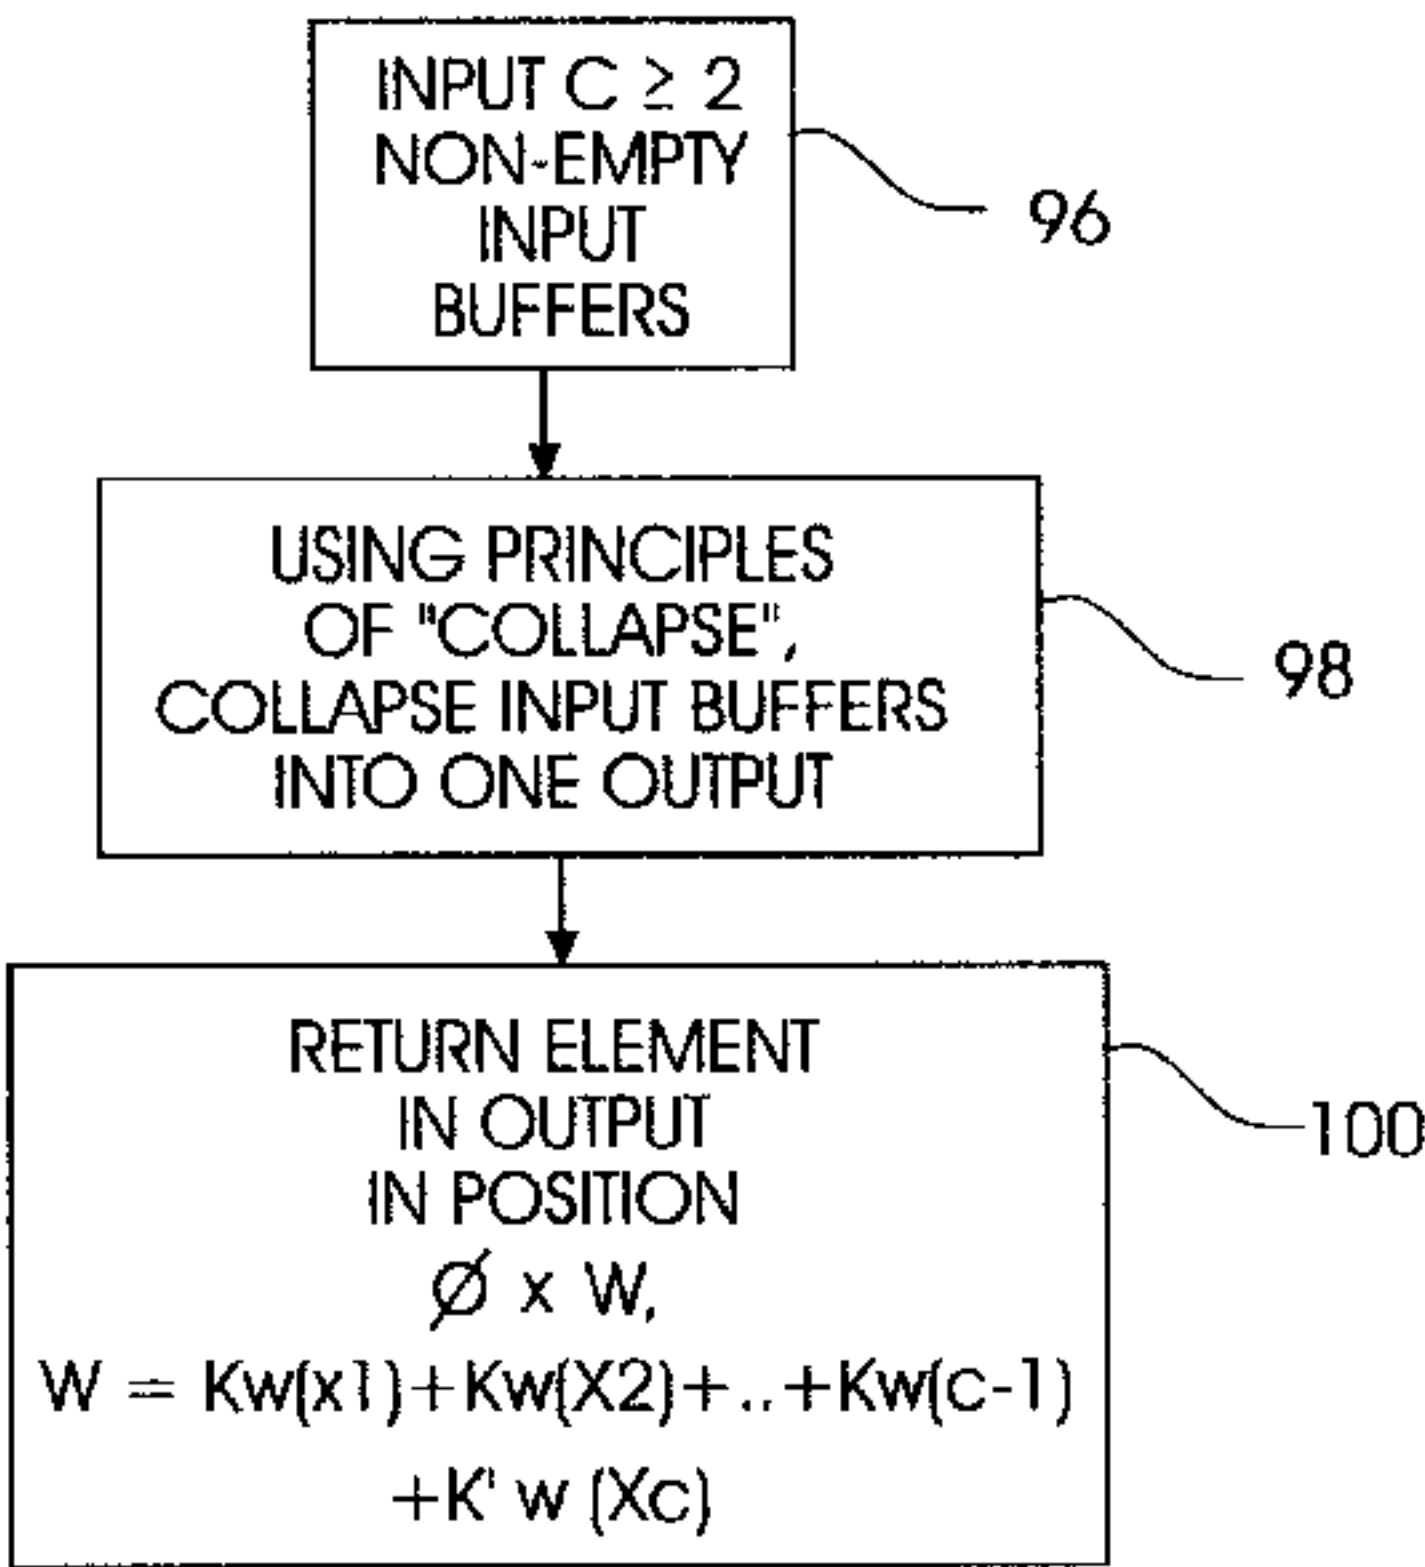 INPUT C ≥ 2
NON-EMPTY
INPUT
BUFFERS
96
USING PRINCIPLES
OF "COLLAPSE",
COLLAPSE INPUT BUFFERS
INTO ONE OUTPUT
98
RETURN ELEMENT
IN OUTPUT
IN POSITION
Ø x W,
W = Kw(x1)+Kw(X2)+..+Kw(c-1)
+K' w (Xc)
100